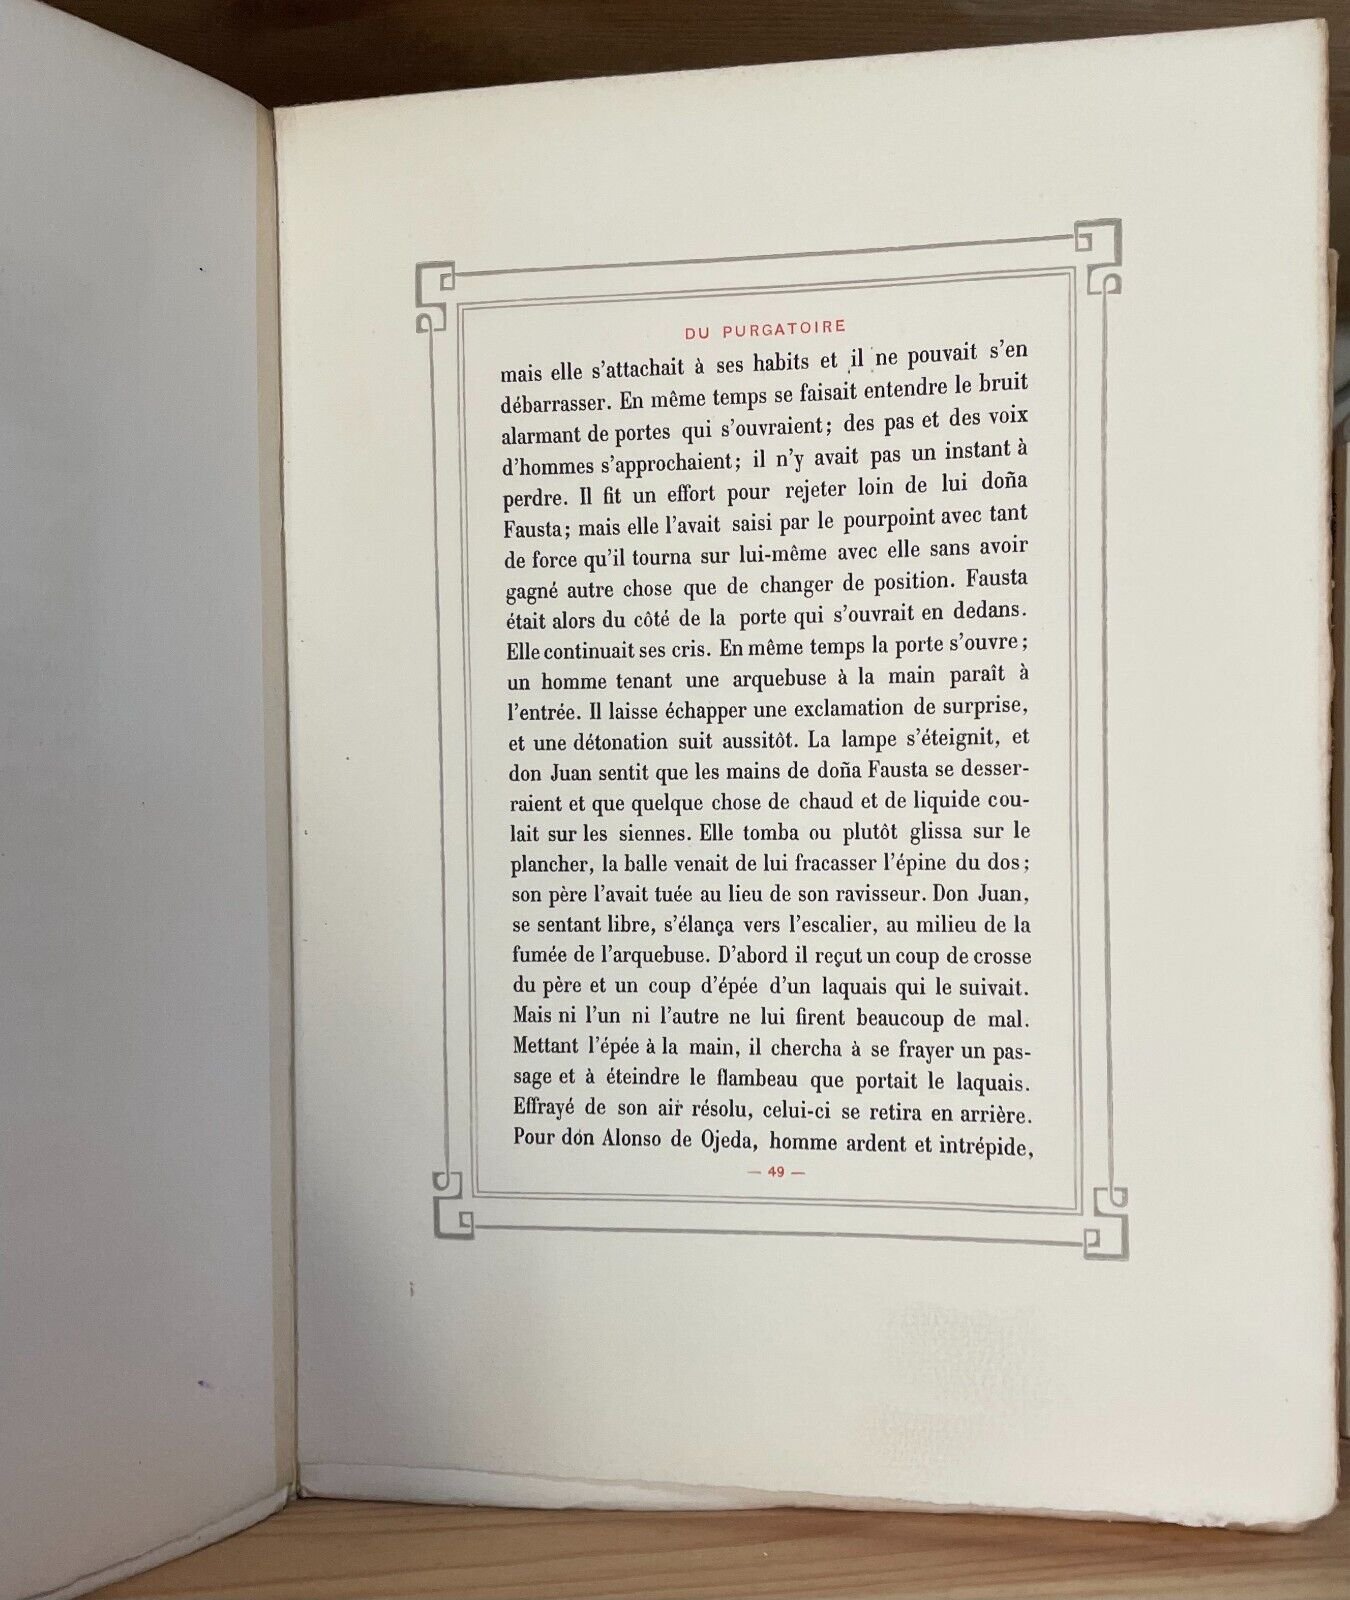 DU PURGATOIRE
mais elle s'attachait à ses habits et il ne pouvait s'en
débarrasser. En même temps se faisait entendre le bruit
alarmant de portes qui s'ouvraient; des pas et des voix
d'hommes s'approchaient; il n'y avait pas un instant à
perdre. Il fit un effort pour rejeter loin de lui doña
Fausta; mais elle l'avait saisi par le pourpoint avec tant
de force qu'il tourna sur lui-même avec elle sans avoir
gagné autre chose que de changer de position. Fausta
était alors du côté de la porte qui s'ouvrait en dedans.
Elle continuait ses cris. En même temps la porte s'ouvre;
un homme tenant une arquebuse à la main paraît à
l'entrée. Il laisse échapper une exclamation de surprise,
et une détonation suit aussitôt. La lampe s'éteignit, et
don Juan sentit que les mains de doña Fausta se desser-
raient et que quelque chose de chaud et de liquide cou-
lait sur les siennes. Elle tomba ou plutôt glissa sur le
plancher, la balle venait de lui fracasser l'épine du dos;
son père l'avait tuée au lieu de son ravisseur. Don Juan,
se sentant libre, s'élança vers l'escalier, au milieu de la
fumée de l'arquebuse. D'abord il reçut un coup de crosse
du père et un coup d'épée d'un laquais qui le suivait.
Mais ni l'un ni l'autre ne lui firent beaucoup de mal.
Mettant l'épée à la main, il chercha à se frayer un pas-
sage et à éteindre le flambeau que portait le laquais.
Effrayé de son air résolu, celui-ci se retira en arrière.
Pour don Alonso de Ojeda, homme ardent et intrépide,
— 49 —